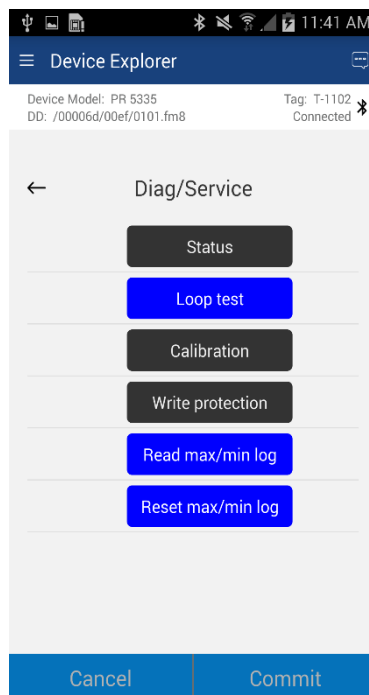 11:41 AM
Device Explorer
Device Model: PR 5335
Tag: T-1102
DD: /00006d/00ef/0101.fm8
Connected
Diag/Service
Status
Loop test
Calibration
Write protection
Read max/min log
Reset max/min log
Cancel
Commit